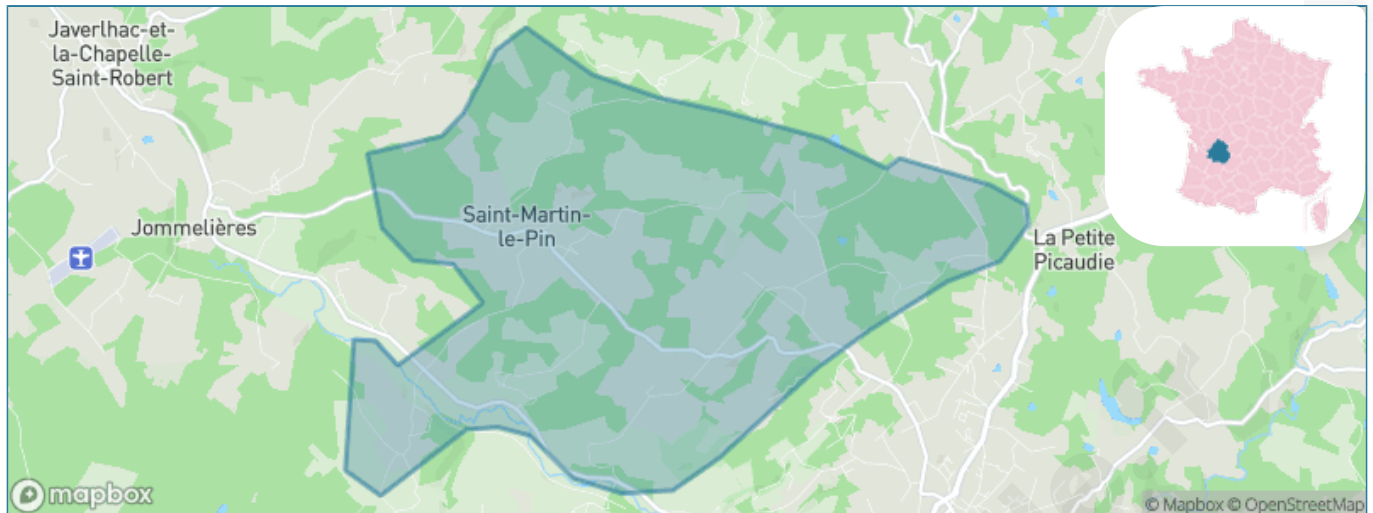 Javerlhac-et-
la-Chapelle-
Saint-Robert
Jommelières
Saint-Martin-
le-Pin
La Petite
Picaudie
mapbox
© Mapbox © OpenStreetMap